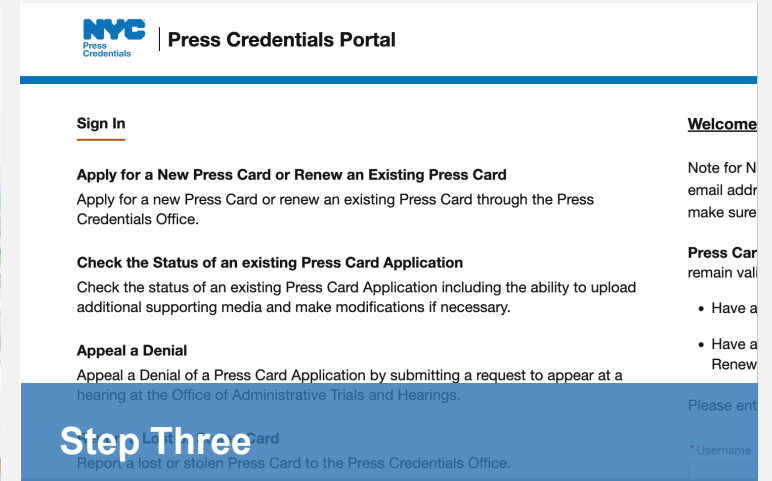 NYC
Press
Credentials
Press Credentials Portal
Sign In
Apply for a New Press Card or Renew an Existing Press Card
Apply for a new Press Card or renew an existing Press Card through the Press
Credentials Office.
Check the Status of an existing Press Card Application
Check the status of an existing Press Card Application including the ability to upload
additional supporting media and make modifications if necessary.
Appeal a Denial
Appeal a Denial of a Press Card Application by submitting a request to appear at a
hearing at the Office of Administrative Trials and Hearings.
Lost Card
Report a lost or stolen Press Card to the Press Credentials Office.
Step Three
Welcome
Note for N
email addr
make sure
Press Car
remain vali
• Have a
• Have a
Renew
Please ent
* Username